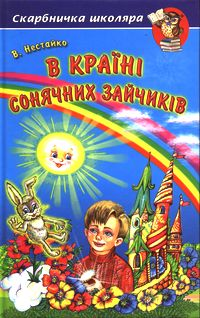 Скарбничка школяра
В. Нестайко
В КРАЇНІ
СОНЯЧНИХ ЗАЙЧИКІВ